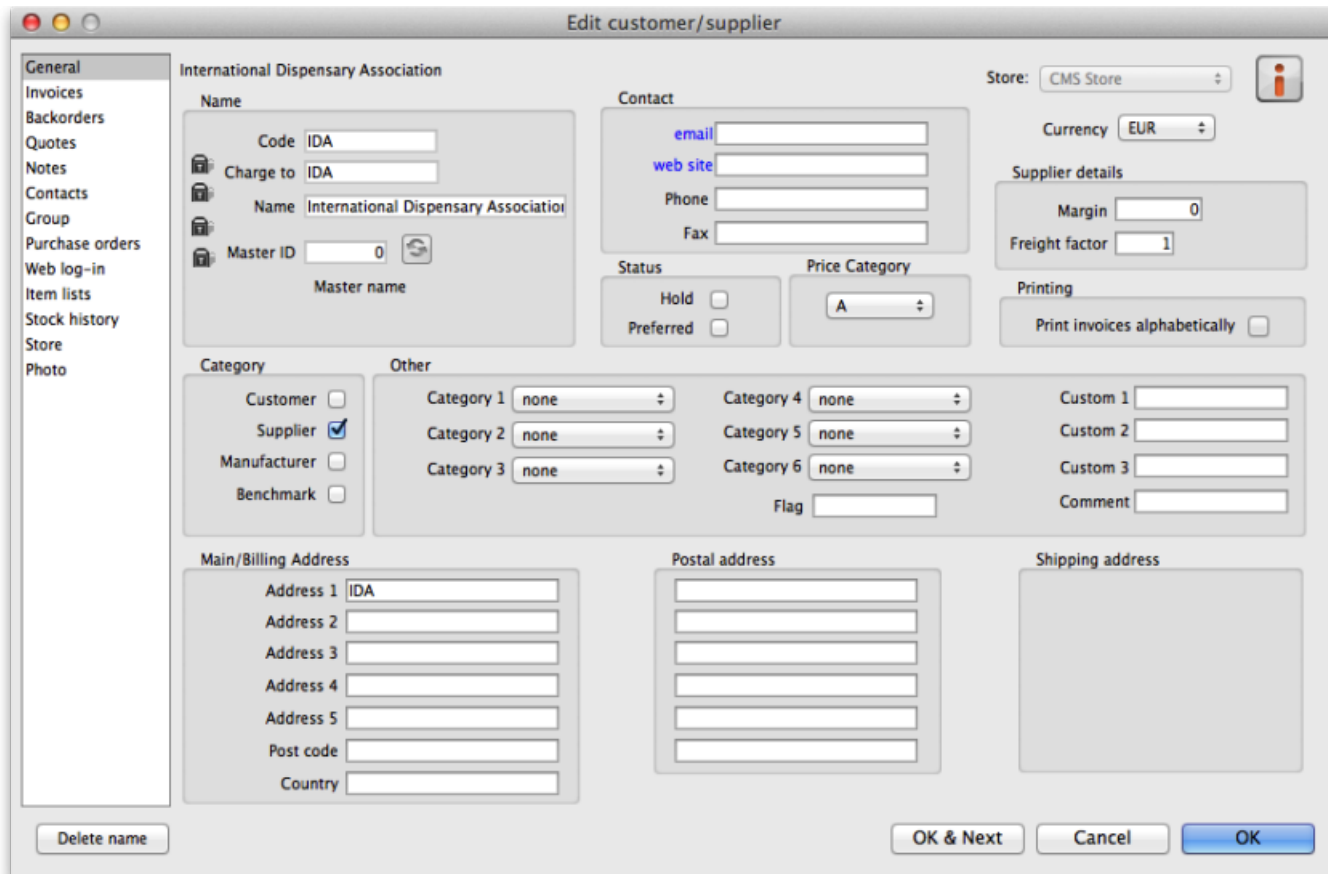 Edit customer/supplier
General
Invoices
Backorders
Quotes
Notes
Contacts
Group
Purchase orders
Web log-in
Item lists
Stock history
Store
Photo
International Dispensary Association
Store: CMS Store
Currency EUR
Name
Code IDA
Charge to IDA
Name International Dispensary Association
Master ID 0
Master name
Contact
email
web site
Phone
Fax
Supplier details
Margin 0
Freight factor 1
Status
Hold
Preferred
Price Category
A
Printing
Print invoices alphabetically
Category
Customer
Supplier
Manufacturer
Benchmark
Other
Category 1 none
Category 2 none
Category 3 none
Category 4 none
Category 5 none
Category 6 none
Flag
Custom 1
Custom 2
Custom 3
Comment
Main/Billing Address
Address 1 IDA
Address 2
Address 3
Address 4
Address 5
Post code
Country
Postal address
Shipping address
Delete name
OK & Next
Cancel
OK